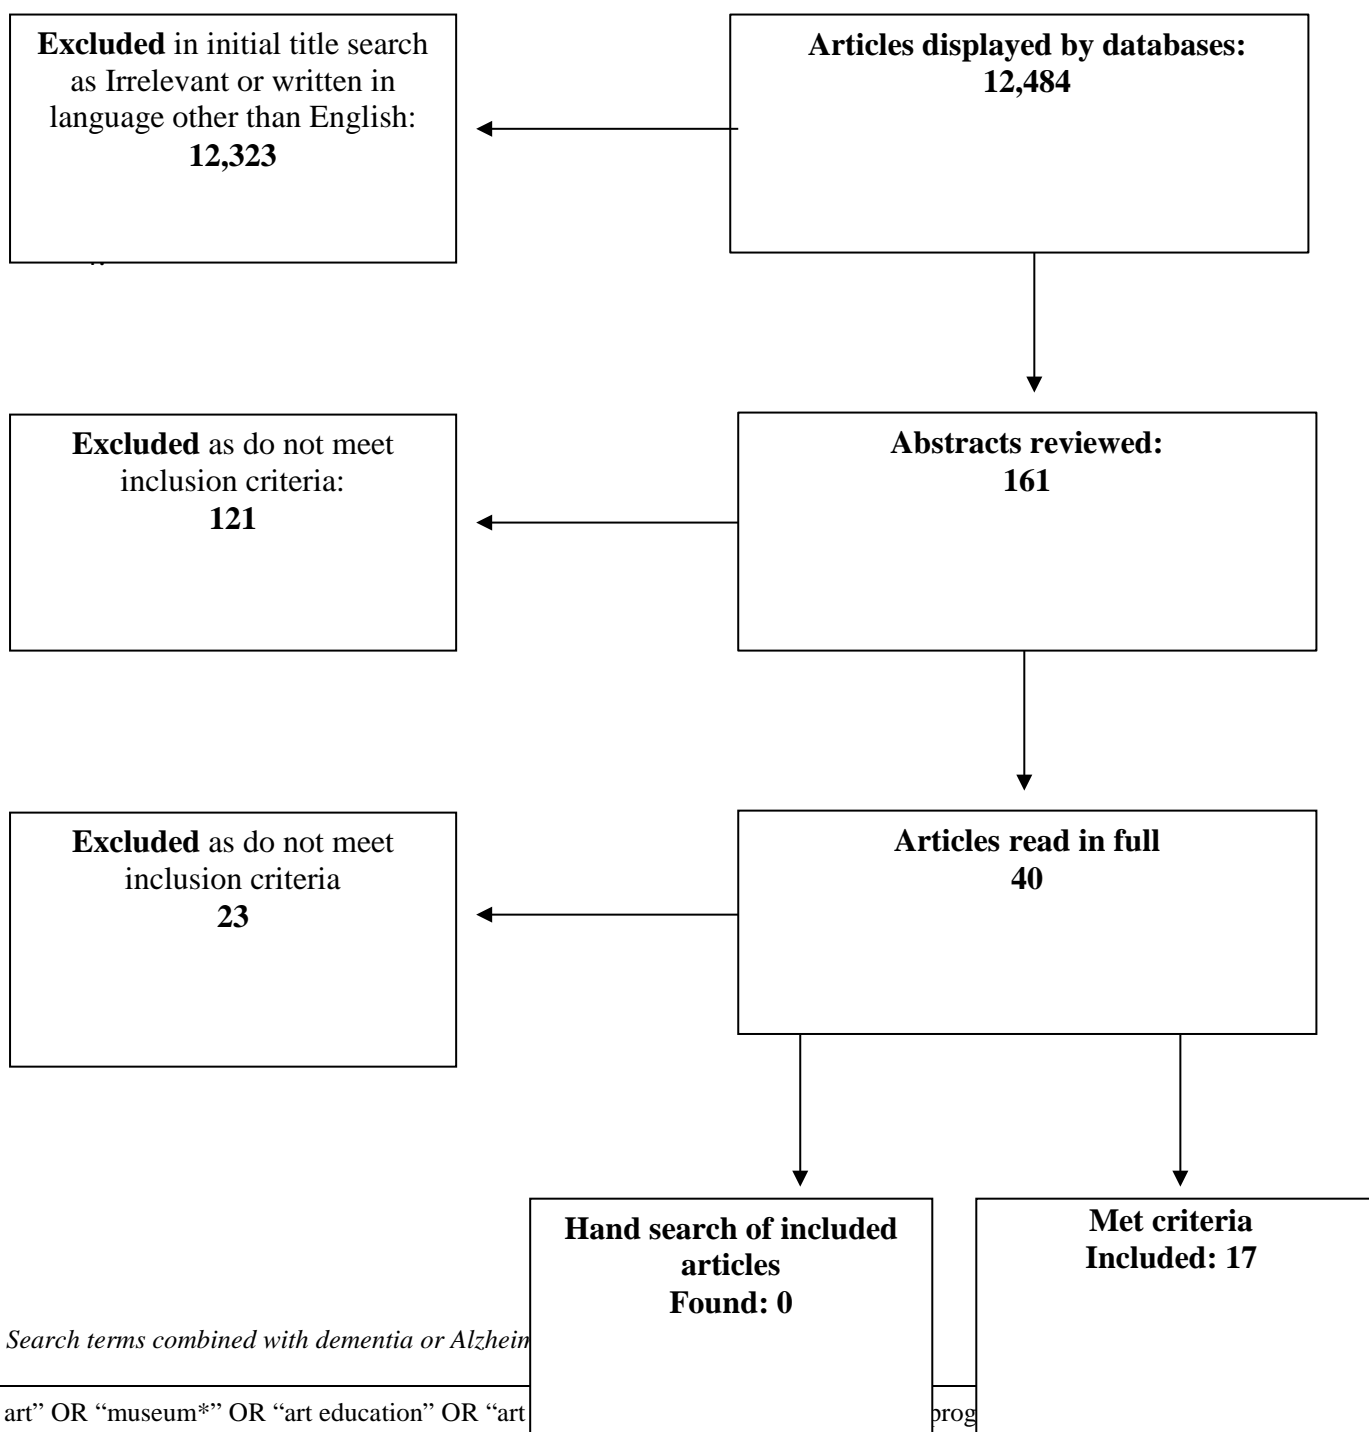 Excluded in initial title search
as Irrelevant or written in
language other than English:
12,323
Articles displayed by databases:
12,484
Excluded as do not meet
inclusion criteria:
121
Abstracts reviewed:
161
Excluded as do not meet
inclusion criteria
23
Articles read in full
40
Hand search of included
articles
Found: 0
Met criteria
Included: 17
Search terms combined with dementia or
art” OR “museum*” OR “art education” OR “art